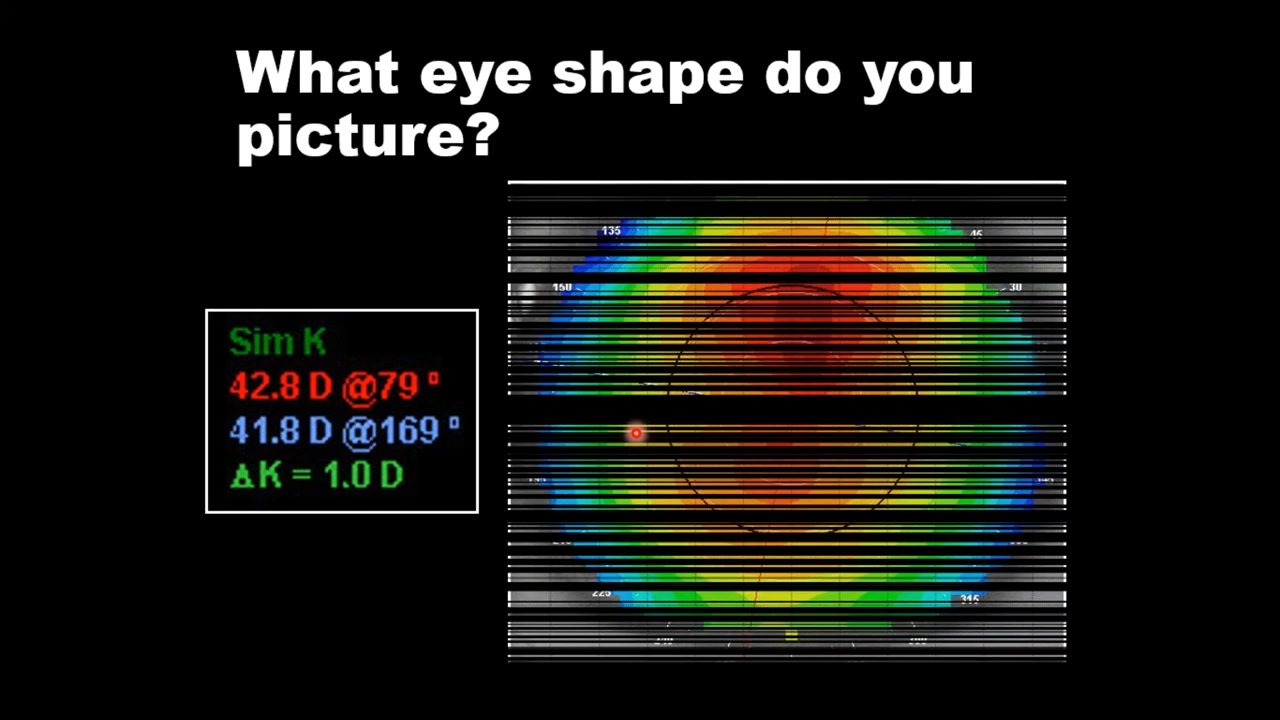 What eye shape do you
picture?
Sim K
42.8 D @79 °
41.8 D @169 °
ΔK = 1.0 D
135
45
150
30
225
315